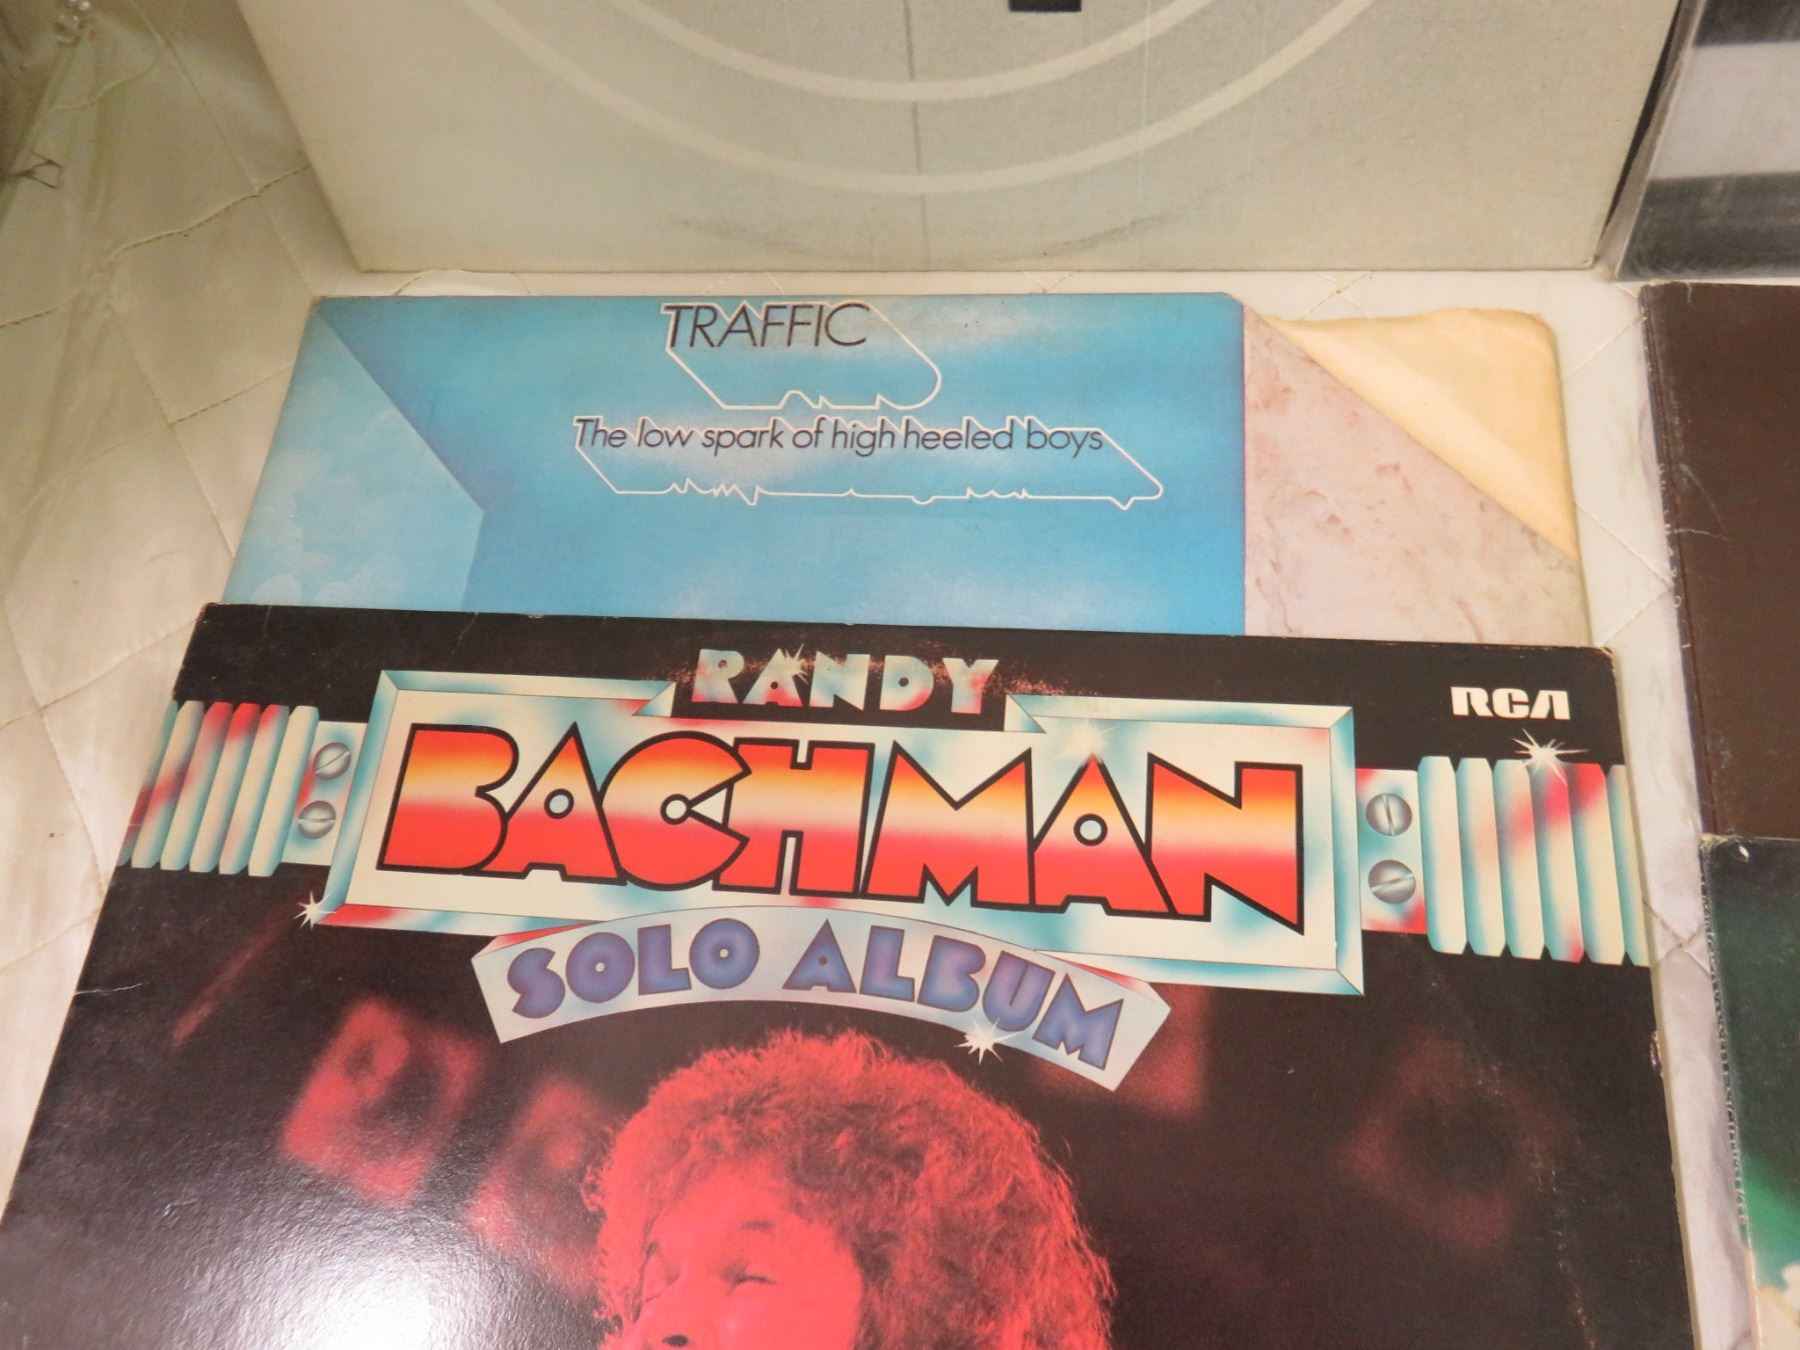 TRAFFIC
The low spark of high heeled boys
RANDY
RCA
BACHMAN
SOLO ALBUM